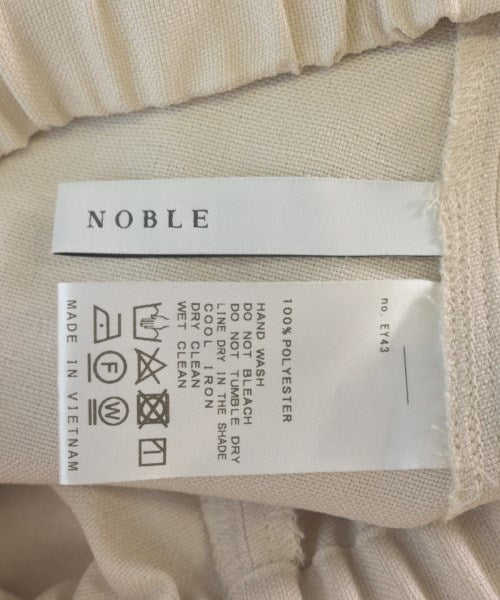 NOBLE
no. EY43
100% POLYESTER
HAND WASH
DO NOT BLEACH
DO NOT TUMBLE DRY
LINE DRY IN THE SHADE
COOL IRON
DRY CLEAN
WET CLEAN
F
W
MADE IN VIETNAM